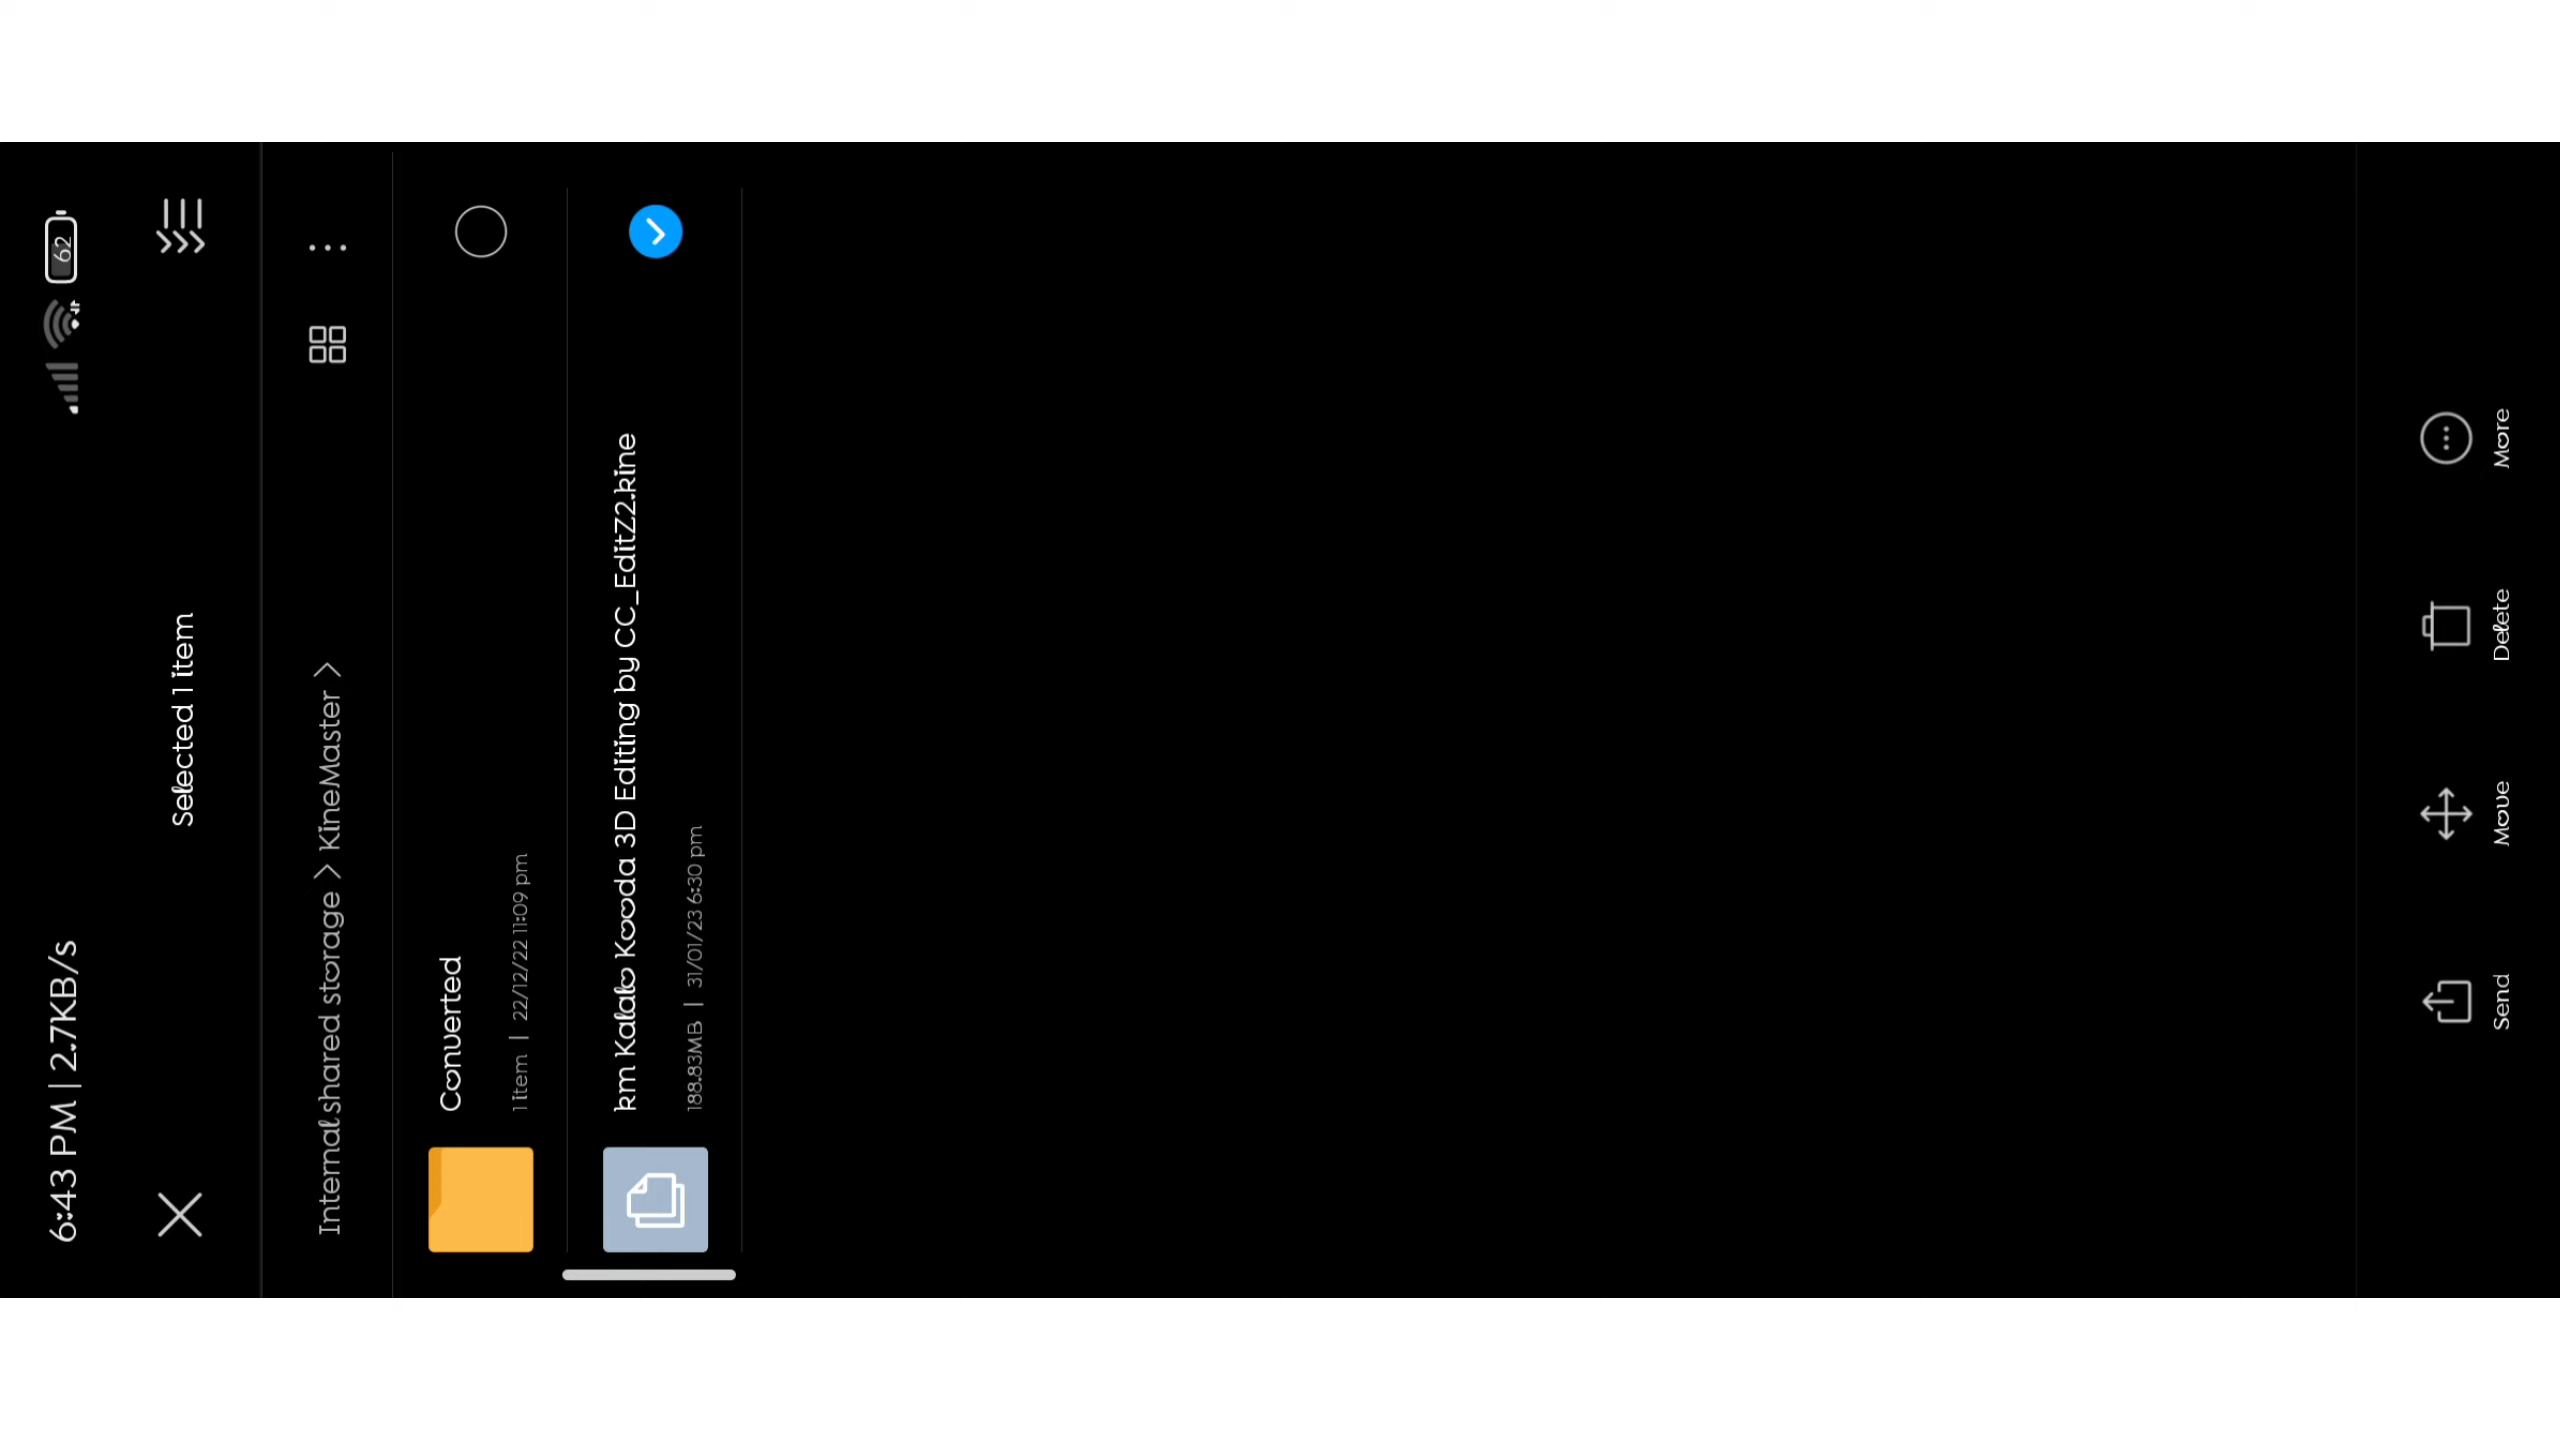 6:43 PM | 2.7KB/s
62
Selected 1 item
Internal shared storage > KineMaster >
Converted
1 item | 22/12/22 11:09 pm
km Kalalo Kooda 3D Editing by CC_EditZ2.kine
188.83MB | 31/01/23 6:30 pm
Send
Move
Delete
More